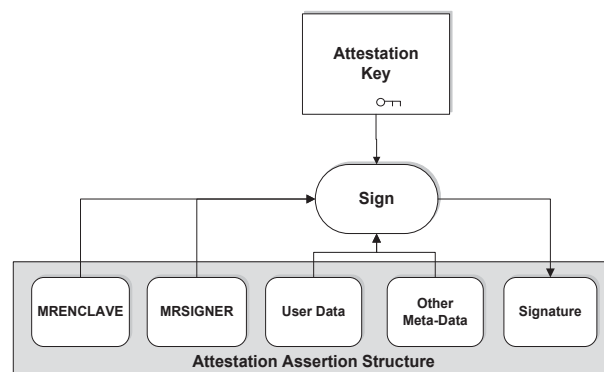 Attestation
Key
Sign
MRENCLAVE
MRSIGNER
User Data
Other
Meta-Data
Signature
Attestation Assertion Structure